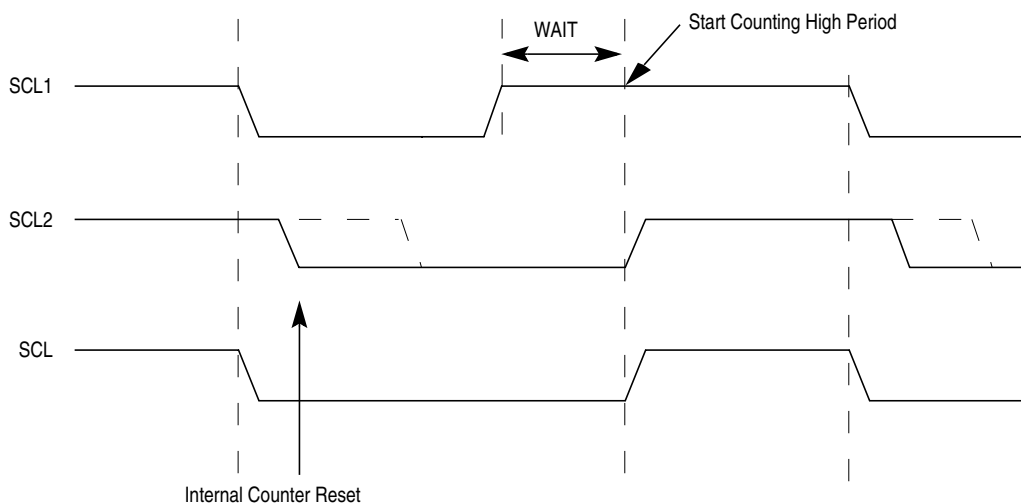 WAIT
Start Counting High Period
SCL1
SCL2
SCL
Internal Counter Reset